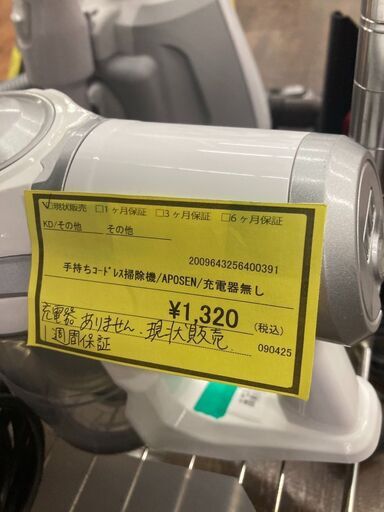 ☑現状販売 □1ヶ月保証 □3ヶ月保証 □6ヶ月保証
KD/その他 その他
2009643256400391
手持ちコードレス掃除機/APOSEN/充電器無し
¥1,320 (税込)
090425
充電器ありません。現状販売
1週間保証